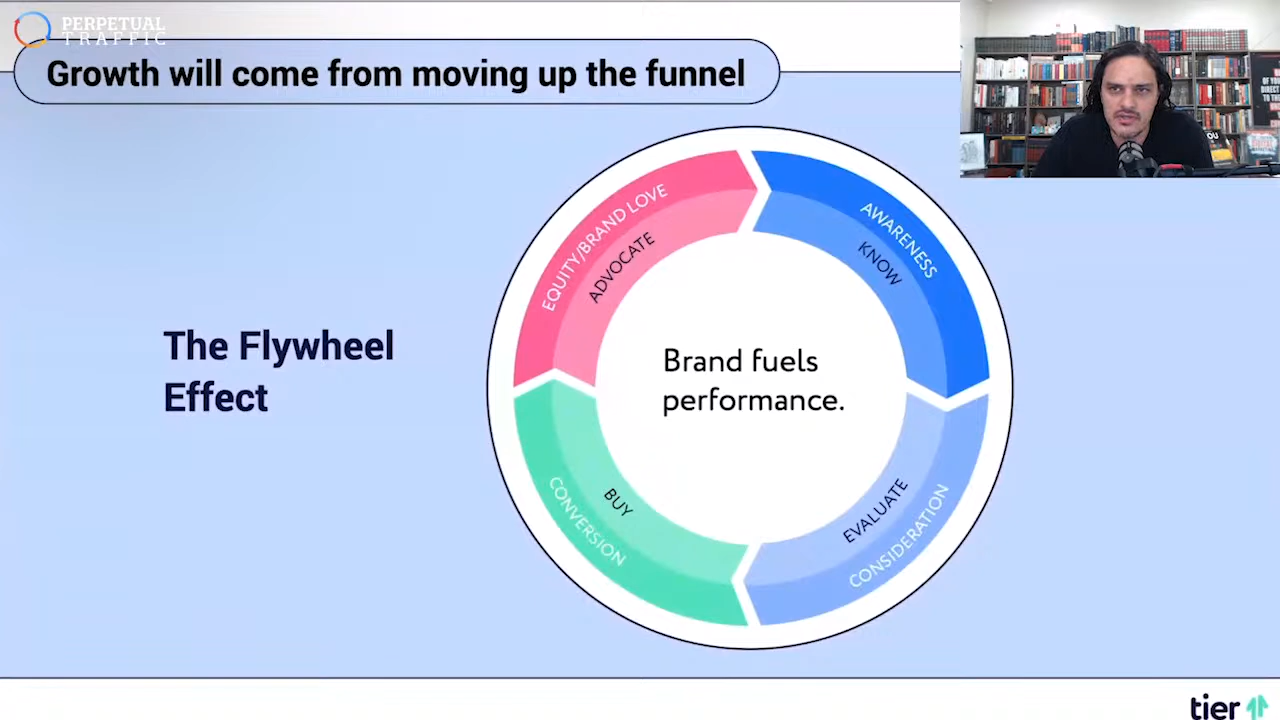 PERPETUAL
TRAFFIC
Growth will come from moving up the funnel
The Flywheel
Effect
EQUITY/BRAND LOVE
ADVOCATE
AWARENESS
KNOW
Brand fuels
performance.
BUY
CONVERSION
EVALUATE
CONSIDERATION
tier